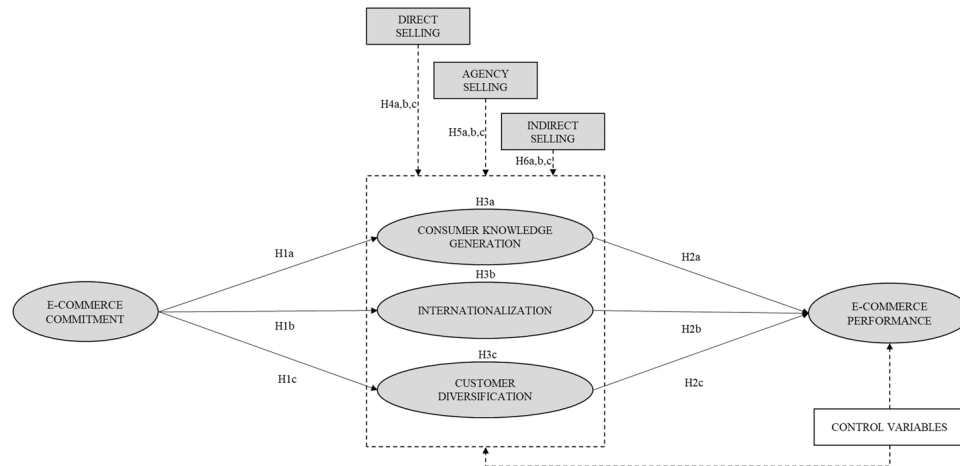 DIRECT
SELLING
AGENCY
SELLING
H4a,b,c
INDIRECT
SELLING
H5a,b,c
H6a,b,c
H3a
CONSUMER KNOWLEDGE
GENERATION
H1a
H2a
H3b
E-COMMERCE
COMMITMENT
INTERNATIONALIZATION
E-COMMERCE
PERFORMANCE
H1b
H2b
H3c
H1c
CUSTOMER
DIVERSIFICATION
H2c
CONTROL VARIABLES